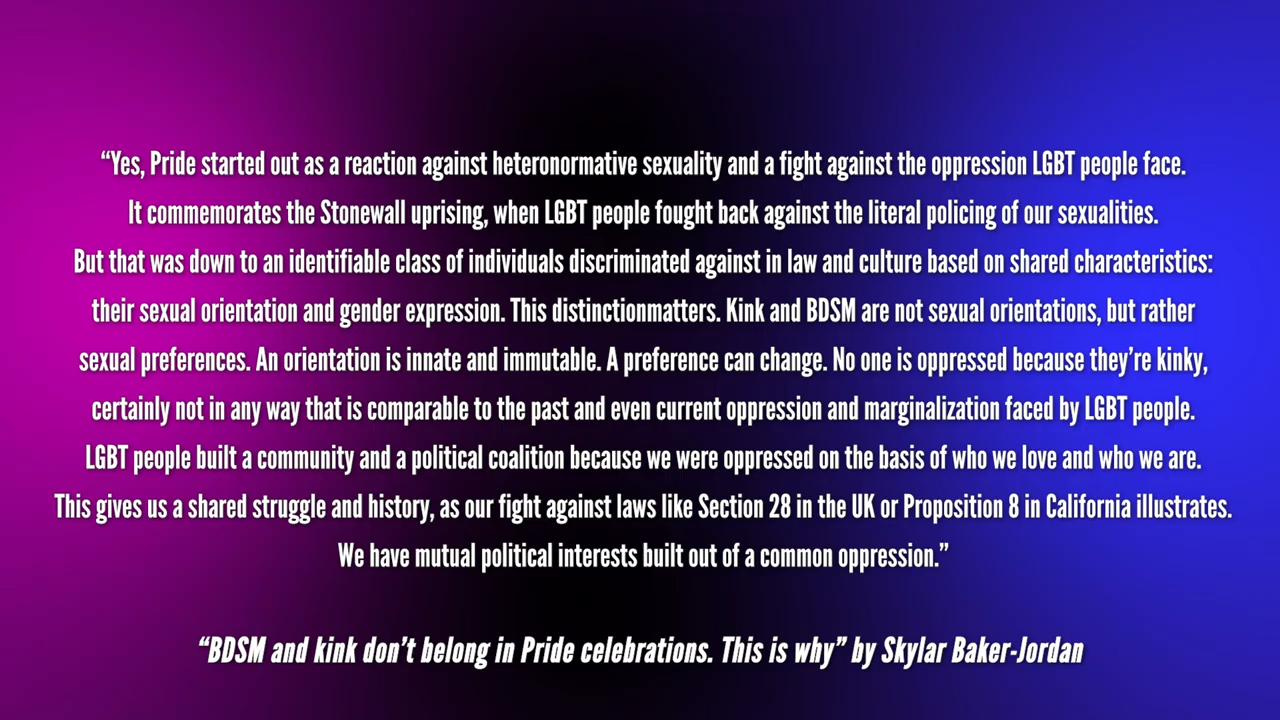 “Yes, Pride started out as a reaction against heteronormative sexuality and a fight against the oppression LGBT people face.
It commemorates the Stonewall uprising, when LGBT people fought back against the literal policing of our sexualities.
But that was down to an identifiable class of individuals discriminated against in law and culture based on shared characteristics:
their sexual orientation and gender expression. This distinctionmatters. Kink and BDSM are not sexual orientations, but rather
sexual preferences. An orientation is innate and immutable. A preference can change. No one is oppressed because they’re kinky,
certainly not in any way that is comparable to the past and even current oppression and marginalization faced by LGBT people.
LGBT people built a community and a political coalition because we were oppressed on the basis of who we love and who we are.
This gives us a shared struggle and history, as our fight against laws like Section 28 in the UK or Proposition 8 in California illustrates.
We have mutual political interests built out of a common oppression.”
“BDSM and kink don’t belong in Pride celebrations. This is why” by Skylar Baker-Jordan